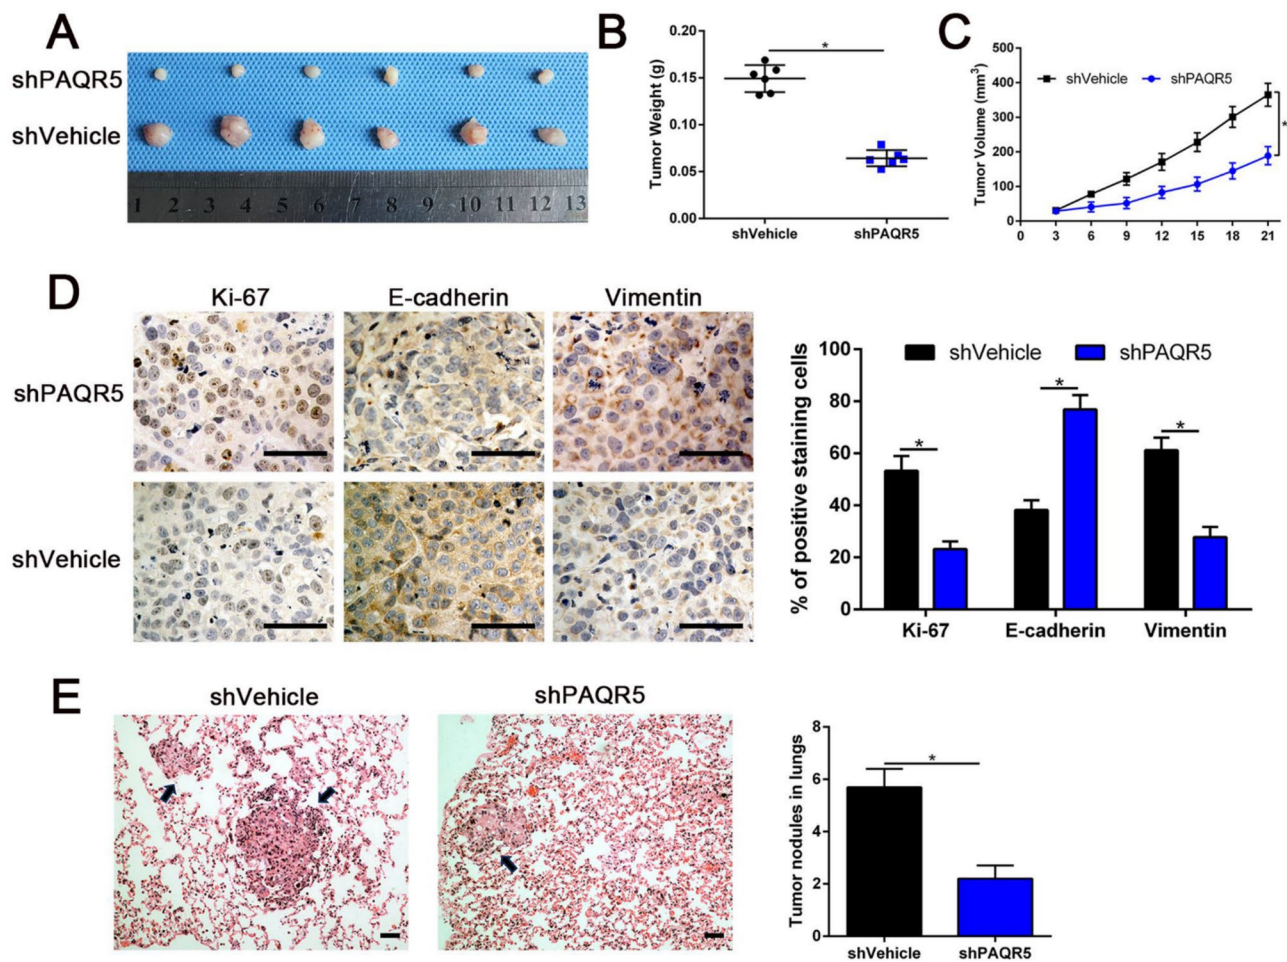 A
shPAQR5
shVehicle
1 2 3 4 5 6 7 8 9 10 11 12 13
B
Tumor Weight (g)
0.20
0.15
0.10
0.05
0.00
*
shVehicle shPAQR5
C
Tumor Volume (mm³)
500
400
300
200
100
0
shVehicle shPAQR5
*
0 3 6 9 12 15 18 21
D
Ki-67 E-cadherin Vimentin
shPAQR5
shVehicle
% of positive staining cells
100
80
60
40
20
0
shVehicle shPAQR5
* * *
Ki-67 E-cadherin Vimentin
E
shVehicle shPAQR5
Tumor nodules in lungs
8
6
4
2
0
*
shVehicle shPAQR5